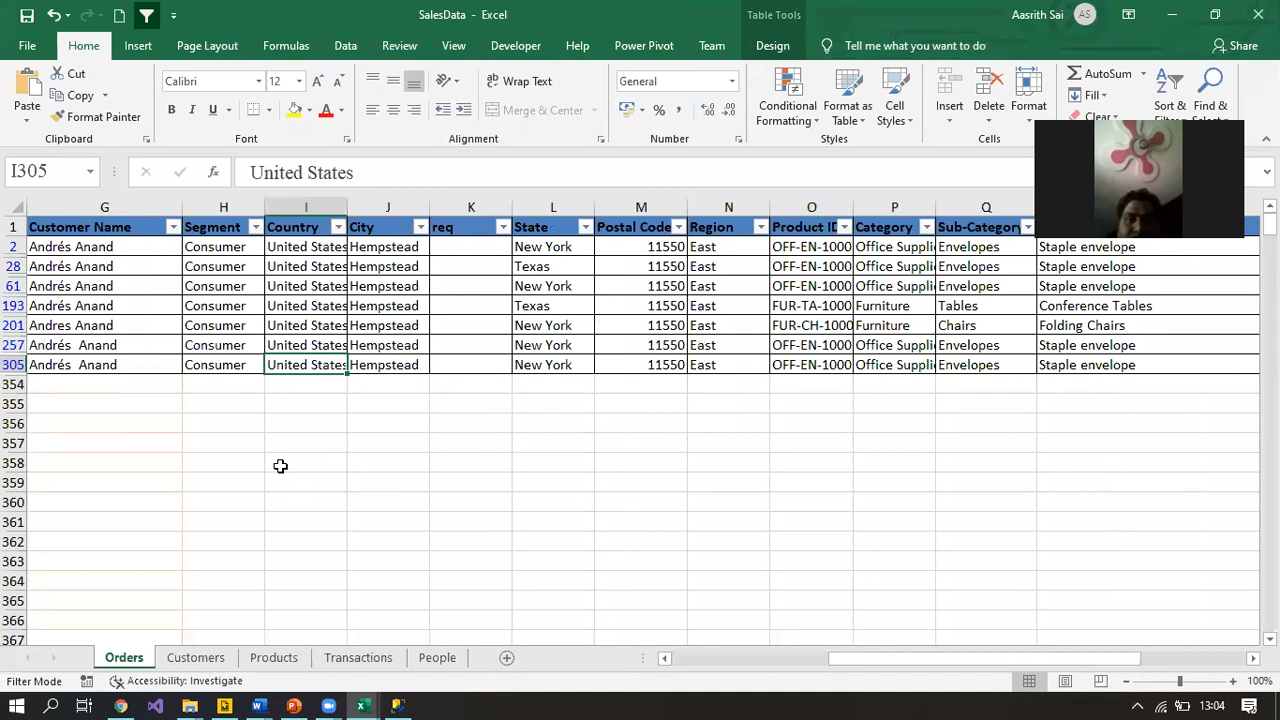 SalesData - Excel
Table Tools
Aasrith Sai
AS
File
Home
Insert
Page Layout
Formulas
Data
Review
View
Developer
Help
Power Pivot
Team
Design
Tell me what you want to do
Share
Paste
Cut
Copy
Format Painter
Clipboard
Calibri
12
Font
Wrap Text
Merge & Center
Alignment
General
Number
Conditional Formatting
Format as Table
Cell Styles
Styles
Insert
Delete
Format
Cells
AutoSum
Fill
Clear
Sort &
Find &
I305
United States
G H I J K L M N O P Q
1 Customer Name Segment Country City req State Postal Code Region Product ID Category Sub-Category
2 Andrés Anand Consumer United States Hempstead New York 11550 East OFF-EN-1000 Office Suppli Envelopes Staple envelope
28 Andrés Anand Consumer United States Hempstead Texas 11550 East OFF-EN-1000 Office Suppli Envelopes Staple envelope
61 Andrés Anand Consumer United States Hempstead New York 11550 East OFF-EN-1000 Office Suppli Envelopes Staple envelope
193 Andrés Anand Consumer United States Hempstead Texas 11550 East FUR-TA-1000 Furniture Tables Conference Tables
201 Andres Anand Consumer United States Hempstead New York 11550 East FUR-CH-1000 Furniture Chairs Folding Chairs
257 Andrés  Anand Consumer United States Hempstead New York 11550 East OFF-EN-1000 Office Suppli Envelopes Staple envelope
305 Andrés  Anand Consumer United States Hempstead New York 11550 East OFF-EN-1000 Office Suppli Envelopes Staple envelope
354
355
356
357
358
359
360
361
362
363
364
365
366
367
Orders
Customers
Products
Transactions
People
Filter Mode
Accessibility: Investigate
100%
13:04